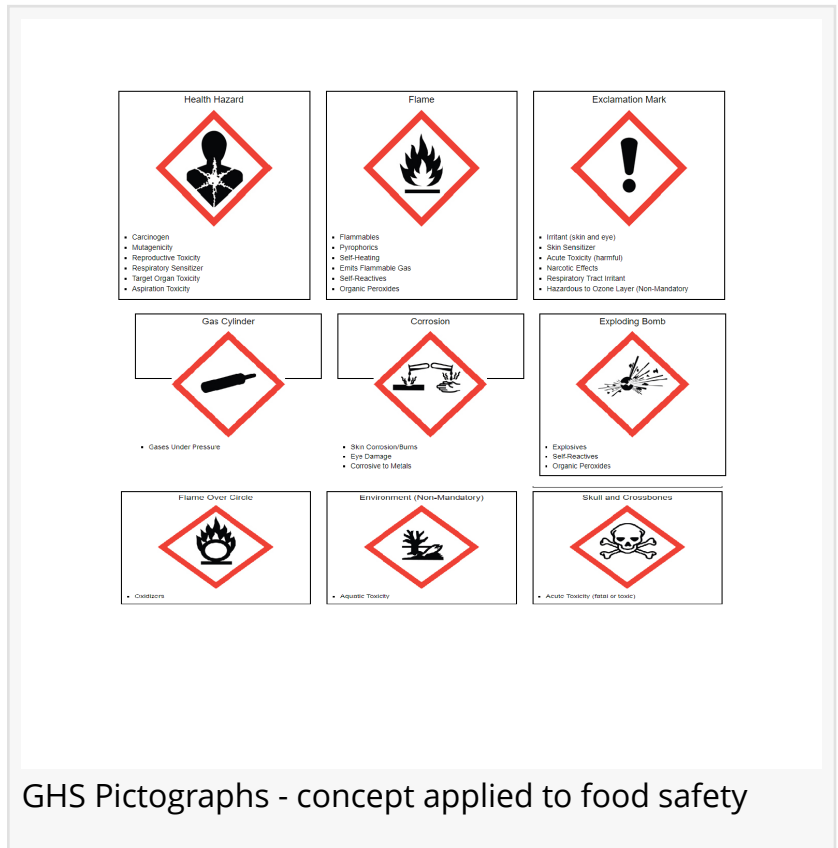 Health Hazard
Flame
Exclamation Mark
▪ Carcinogen
▪ Mutagenicity
▪ Reproductive Toxicity
▪ Respiratory Sensitizer
▪ Target Organ Toxicity
▪ Aspiration Toxicity
▪ Flammables
▪ Pyrophorics
▪ Self-Heating
▪ Emits Flammable Gas
▪ Self-Reactives
▪ Organic Peroxides
▪ Irritant (skin and eye)
▪ Skin Sensitizer
▪ Acute Toxicity (harmful)
▪ Narcotic Effects
▪ Respiratory Tract Irritant
▪ Hazardous to Ozone Layer (Non-Mandatory
Gas Cylinder
Corrosion
Exploding Bomb
▪ Gases Under Pressure
▪ Skin Corrosion/Burns
▪ Eye Damage
▪ Corrosive to Metals
▪ Explosives
▪ Self-Reactives
▪ Organic Peroxides
Flame Over Circle
Environment (Non-Mandatory)
Skull and Crossbones
▪ Oxidizers
▪ Aquatic Toxicity
▪ Acute Toxicity (fatal or toxic)
GHS Pictographs - concept applied to food safety